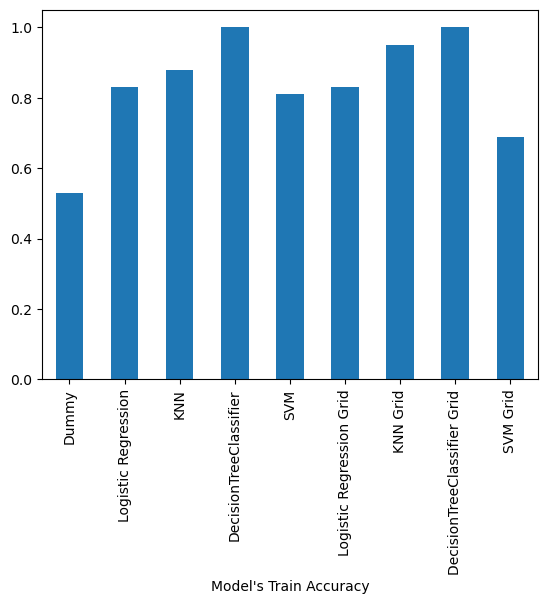 1.0
0.8
0.6
0.4
0.2
0.0
Dummy
Logistic Regression
KNN
DecisionTreeClassifier
SVM
Logistic Regression Grid
KNN Grid
DecisionTreeClassifier Grid
SVM Grid
Model's Train Accuracy